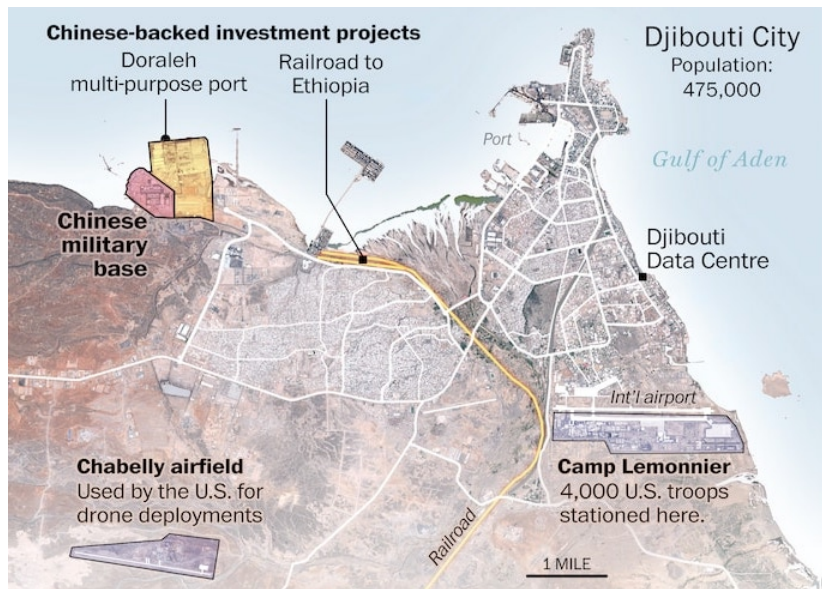 Chinese-backed investment projects
Doraleh
multi-purpose port
Railroad to
Ethiopia
Djibouti City
Population:
475,000
Port
Gulf of Aden
Chinese
military
base
Djibouti
Data Centre
Int'l airport
Chabelly airfield
Used by the U.S. for
drone deployments
Camp Lemonnier
4,000 U.S. troops
stationed here.
Railroad
1 MILE